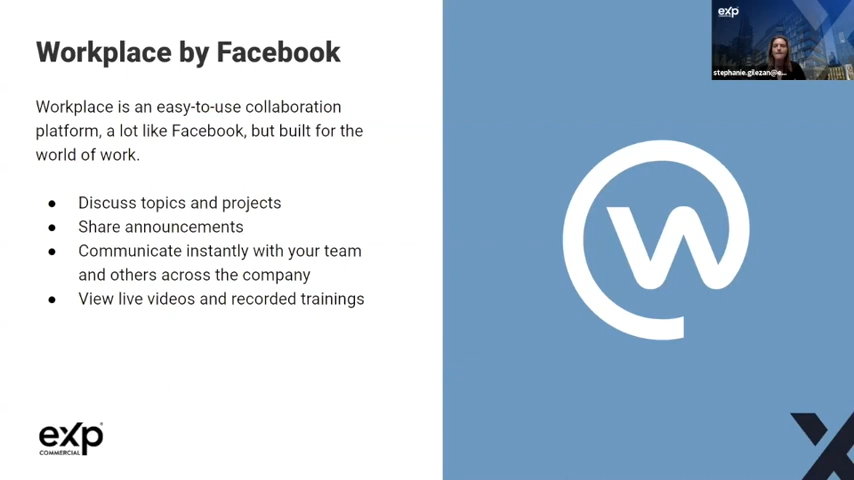 Workplace by Facebook
Workplace is an easy-to-use collaboration
platform, a lot like Facebook, but built for the
world of work.
● Discuss topics and projects
● Share announcements
● Communicate instantly with your team
and others across the company
● View live videos and recorded trainings
exp
COMMERCIAL
exp
stephanie.gilezan@e...